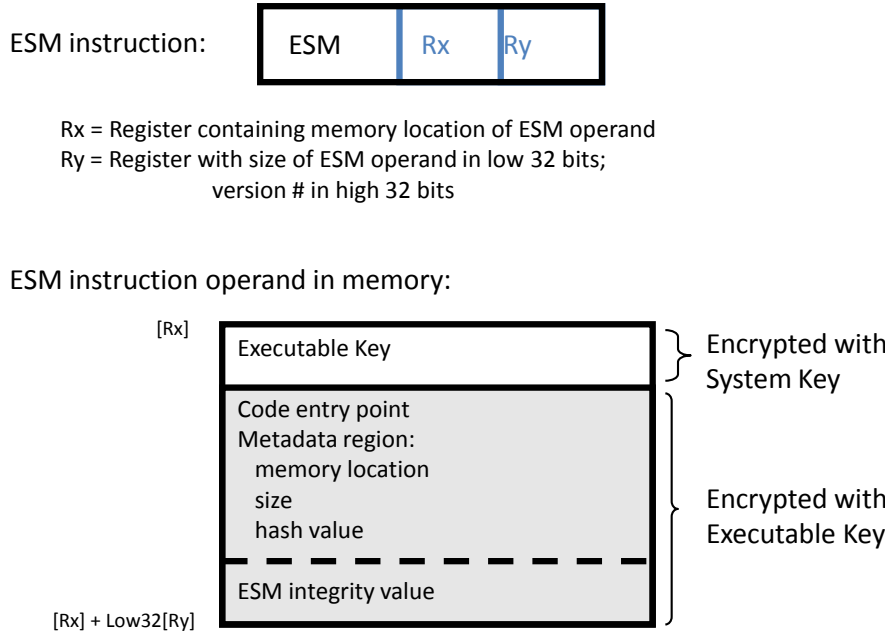 ESM instruction:
ESM Rx Ry
Rx = Register containing memory location of ESM operand
Ry = Register with size of ESM operand in low 32 bits;
version # in high 32 bits
ESM instruction operand in memory:
[Rx]
Executable Key
Encrypted with
System Key
Code entry point
Metadata region:
memory location
size
hash value
Encrypted with
Executable Key
ESM integrity value
[Rx] + Low32[Ry]